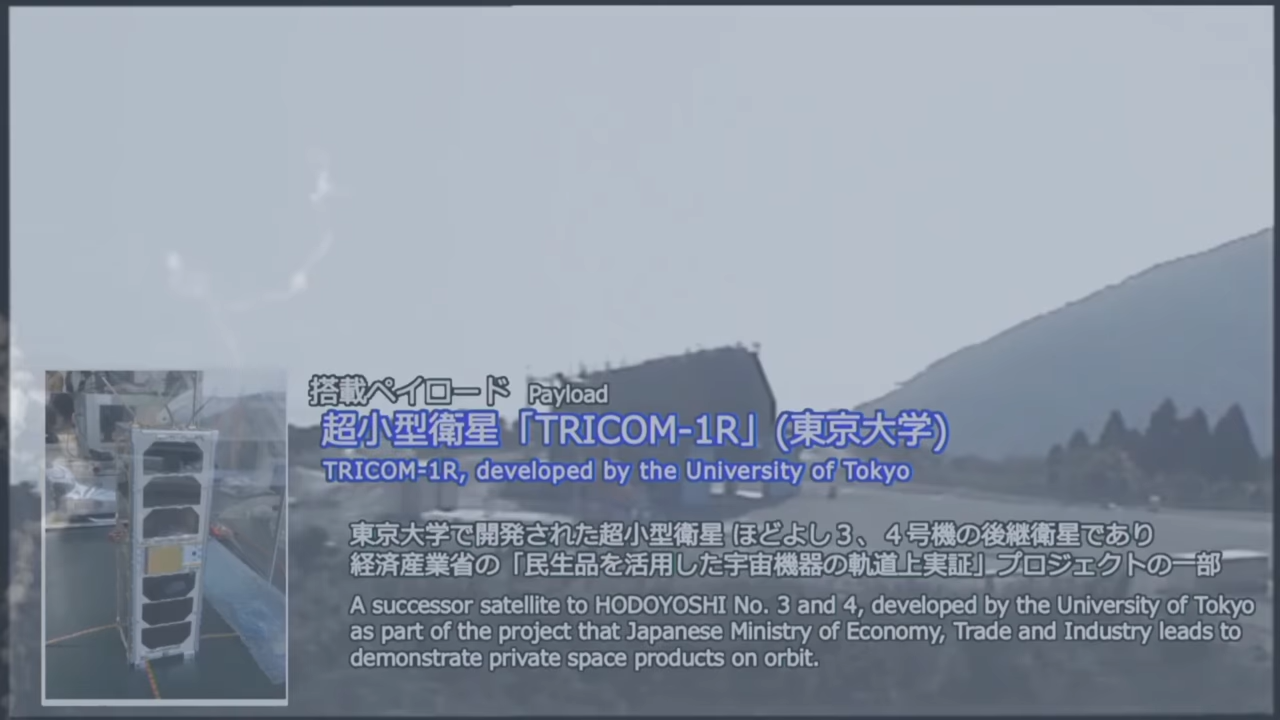 搭載ペイロード Payload
超小型衛星「TRICOM-1R」(東京大学)
TRICOM-1R, developed by the University of Tokyo
東京大学で開発された超小型衛星 ほどよし3、4号機の後継衛星であり
経済産業省の「民生品を活用した宇宙機器の軌道上実証」プロジェクトの一部
A successor satellite to HODOYOSHI No. 3 and 4, developed by the University of Tokyo
as part of the project that Japanese Ministry of Economy, Trade and Industry leads to
demonstrate private space products on orbit.